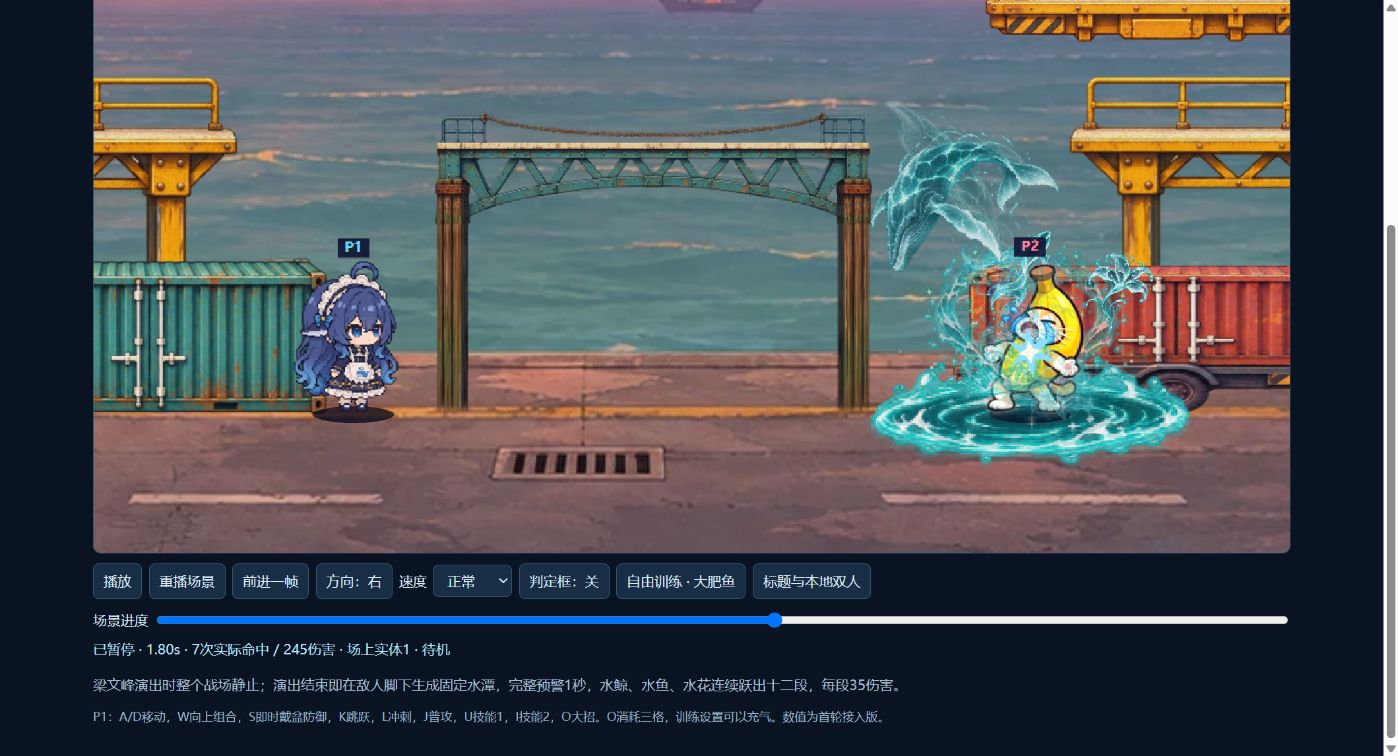 P1
P2
播放 重播场景 前进一帧 方向：右 速度 正常 判定框：关 自由训练 · 大肥鱼 标题与本地双人
场景进度
已暂停 · 1.80s · 7次实际命中 / 245伤害 · 场上实体1 · 待机
梁文峰演出时整个战场静止；演出结束即在敌人脚下生成固定水潭，完整预警1秒，水鲸、水鱼、水花连续跃出十二段，每段35伤害。
P1：A/D移动，W向上组合，S即时戴盆防御，K跳跃，L冲刺，J普攻，U技能1，I技能2，O大招。O消耗三格，训练设置可以充气。数值为首轮接入版。